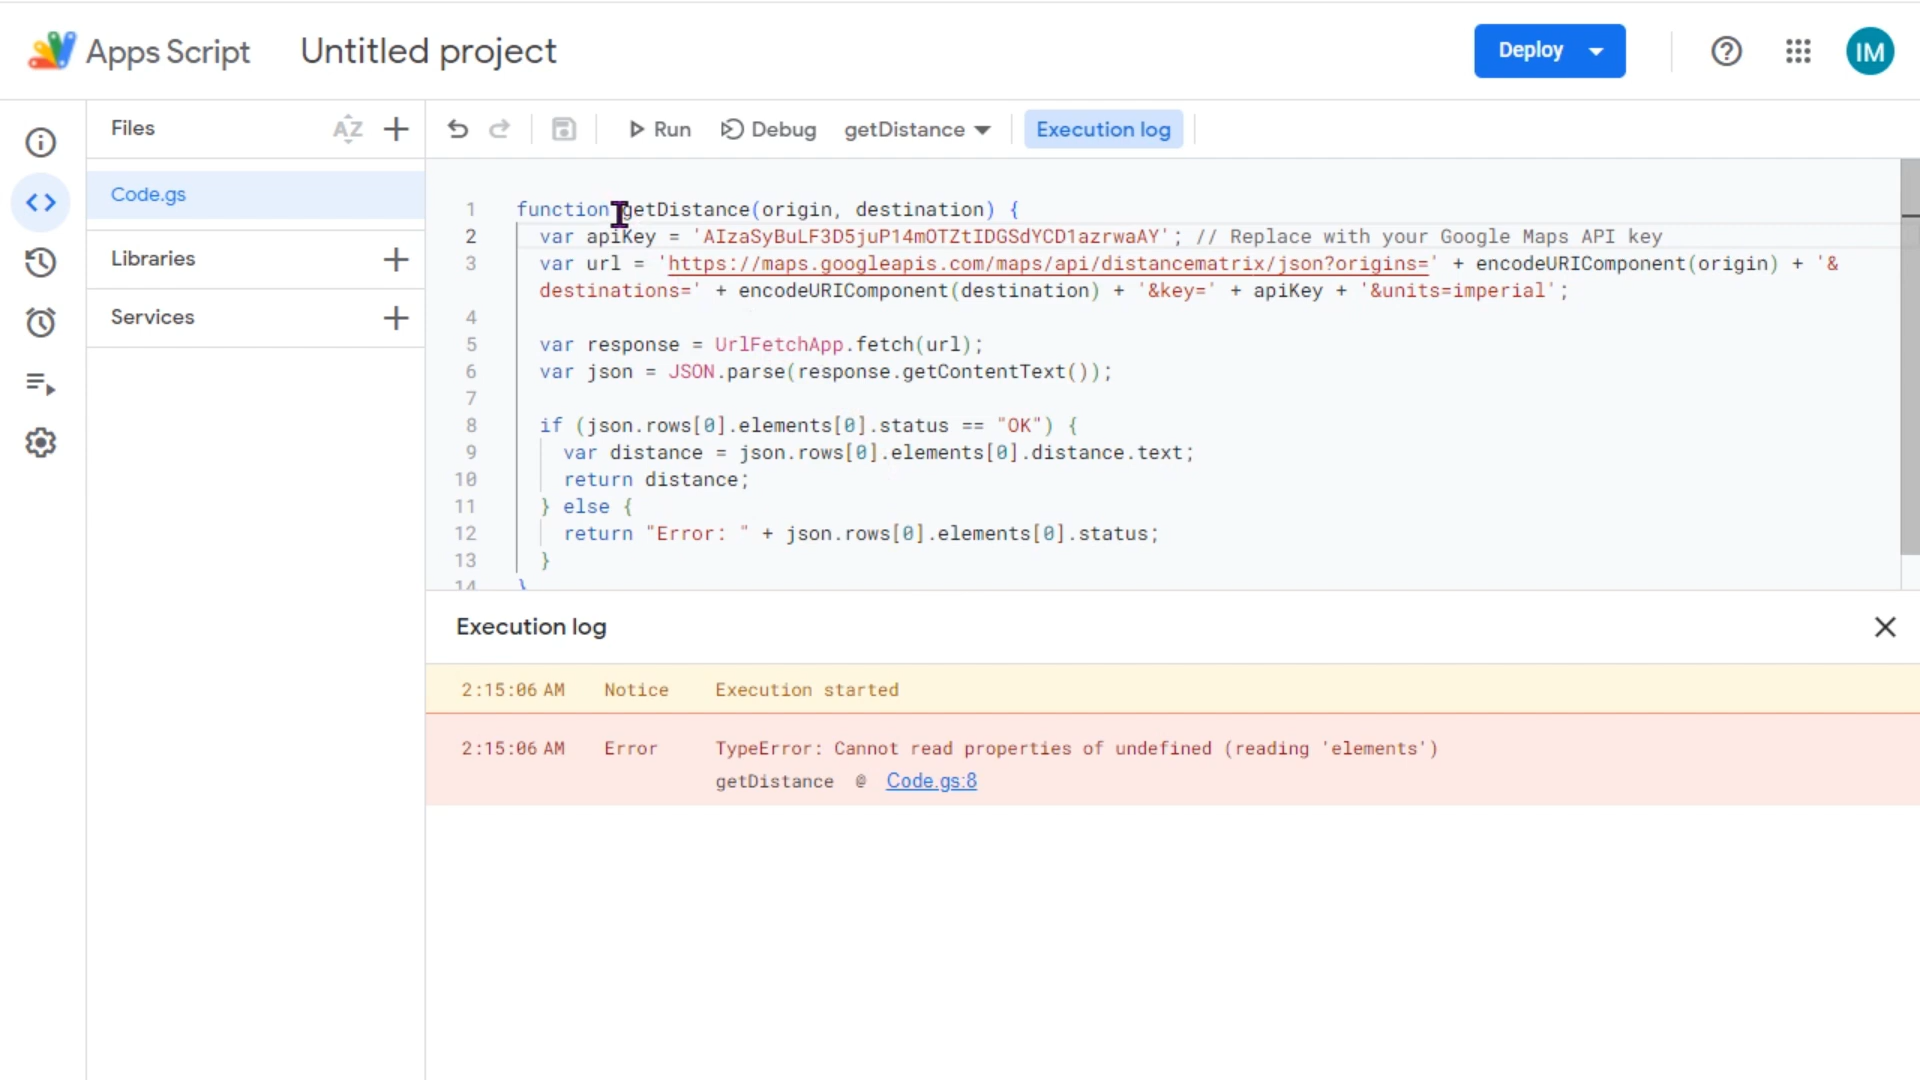 Apps Script Untitled project Deploy IM
Files AZ Run Debug getDistance Execution log
Code.gs
Libraries
Services
1 function getDistance(origin, destination) {
2 var apiKey = 'AIzaSyBuLF3D5juP14mOTZtIDGSdYCD1azrwaAY'; // Replace with your Google Maps API key
3 var url = 'https://maps.googleapis.com/maps/api/distancematrix/json?origins=' + encodeURIComponent(origin) + '&
destinations=' + encodeURIComponent(destination) + '&key=' + apiKey + '&units=imperial';
4
5 var response = UrlFetchApp.fetch(url);
6 var json = JSON.parse(response.getContentText());
7
8 if (json.rows[0].elements[0].status == "OK") {
9 var distance = json.rows[0].elements[0].distance.text;
10 return distance;
11 } else {
12 return "Error: " + json.rows[0].elements[0].status;
13 }
14 }
Execution log
2:15:06 AM Notice Execution started
2:15:06 AM Error TypeError: Cannot read properties of undefined (reading 'elements')
getDistance @ Code.gs:8